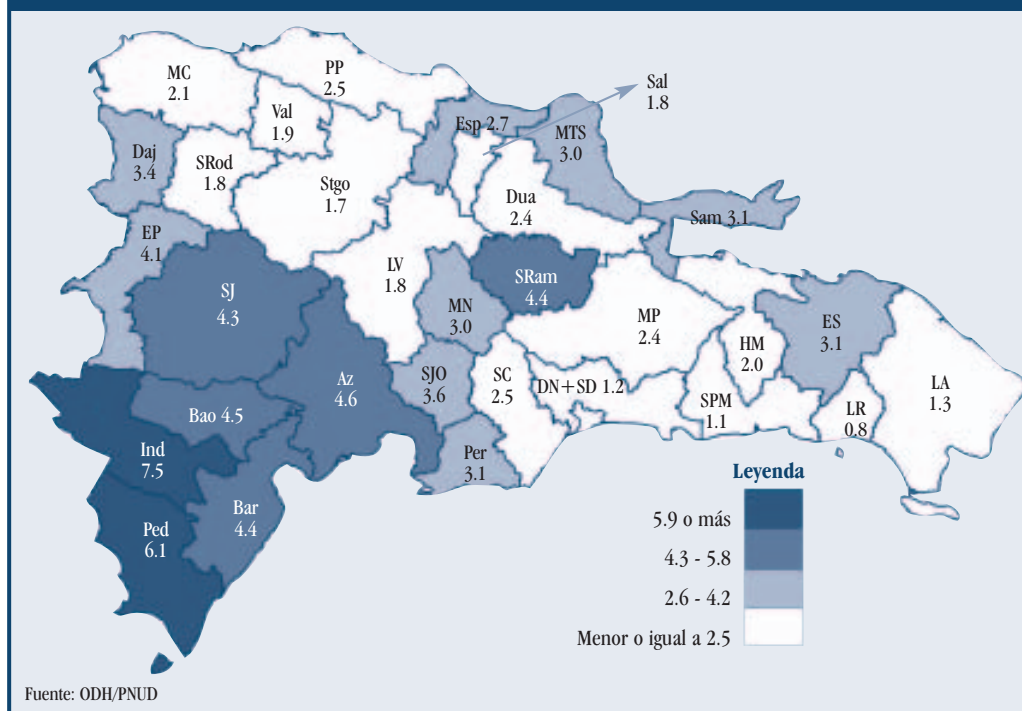 MC
2.1
PP
2.5
Sal
1.8
Val
1.9
Esp 2.7
MTS
3.0
Daj
3.4
SRod
1.8
Stgo
1.7
Dua
2.4
Sam 3.1
EP
4.1
SJ
4.3
LV
1.8
MN
3.0
SRam
4.4
MP
2.4
HM
2.0
ES
3.1
LA
1.3
Az
4.6
SJO
3.6
SC
2.5
DN+SD 1.2
SPM
1.1
LR
0.8
Bao 4.5
Ind
7.5
Per
3.1
Bar
4.4
Ped
6.1
Leyenda
5.9 o más
4.3 - 5.8
2.6 - 4.2
Menor o igual a 2.5
Fuente: ODH/PNUD